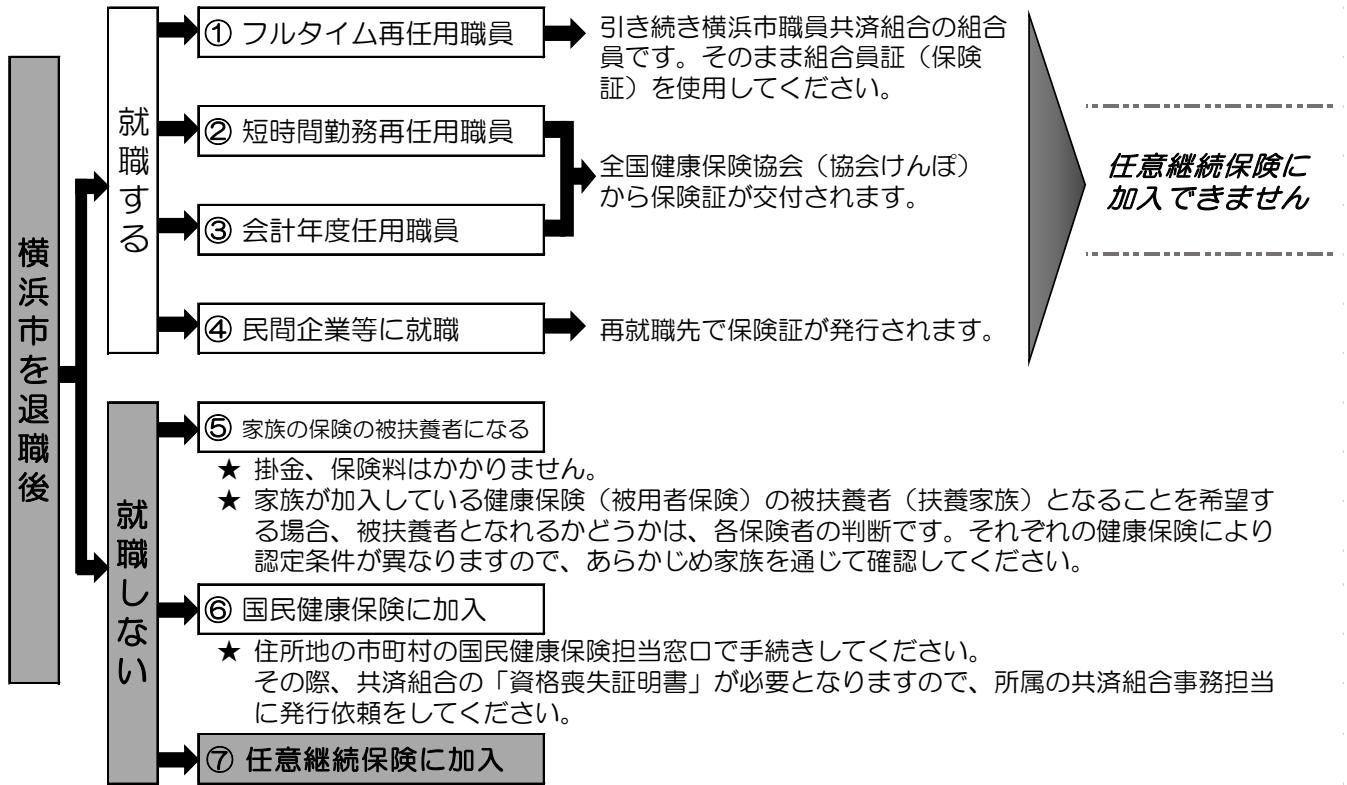 横浜市を退職後
就職する
① フルタイム再任用職員
引き続き横浜市職員共済組合の組合
員です。そのまま組合員証（保険
証）を使用してください。
② 短時間勤務再任用職員
③ 会計年度任用職員
全国健康保険協会（協会けんぽ）
から保険証が交付されます。
④ 民間企業等に就職
再就職先で保険証が発行されます。
任意継続保険に
加入できません
就職しない
⑤ 家族の保険の被扶養者になる
★ 掛金、保険料はかかりません。
★ 家族が加入している健康保険（被用者保険）の被扶養者（扶養家族）となることを希望す
る場合、被扶養者となれるかどうかは、各保険者の判断です。それぞれの健康保険により
認定条件が異なりますので、あらかじめ家族を通じて確認してください。
⑥ 国民健康保険に加入
★ 住所地の市町村の国民健康保険担当窓口で手続きしてください。
その際、共済組合の「資格喪失証明書」が必要となりますので、所属の共済組合事務担当
に発行依頼をしてください。
⑦ 任意継続保険に加入